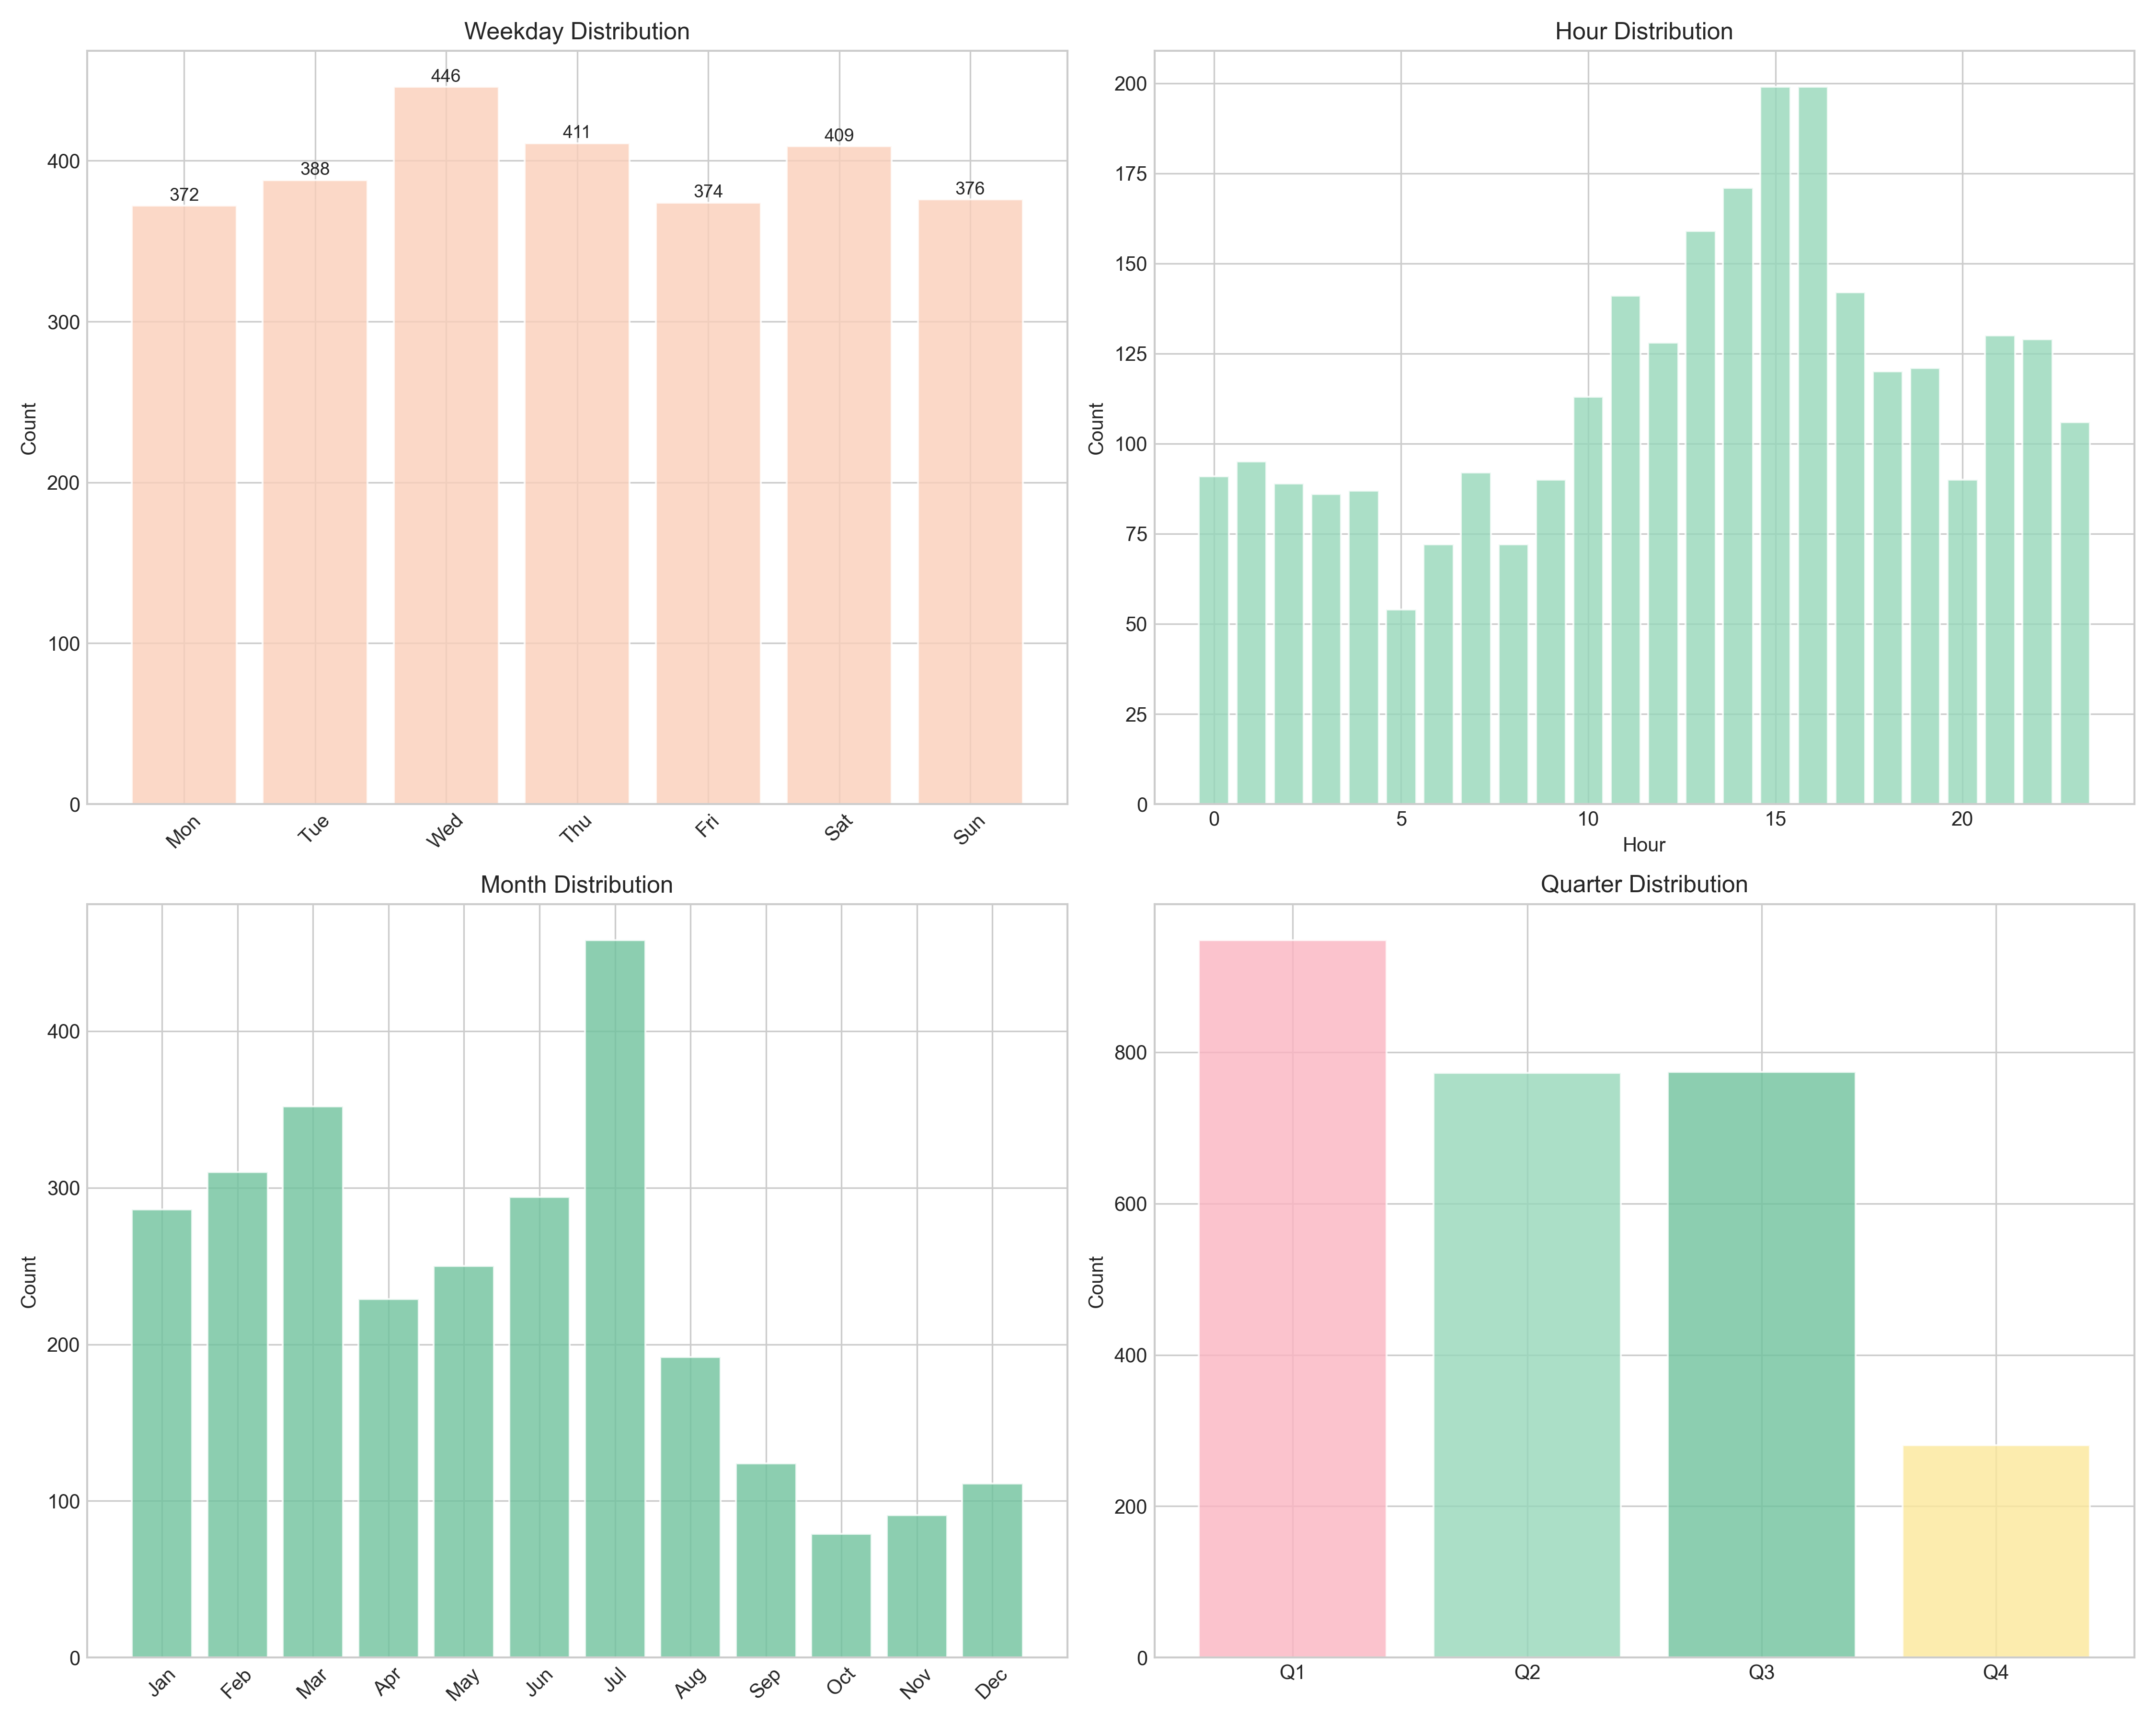 Weekday Distribution
446
411
409
388
376
374
372
400
300
200
100
0
Count
Mon Tue Wed Thu Fri Sat Sun
Hour Distribution
200
175
150
125
100
75
50
25
0
Count
0 5 10 15 20
Hour
Month Distribution
400
300
200
100
0
Count
Jan Feb Mar Apr May Jun Jul Aug Sep Oct Nov Dec
Quarter Distribution
800
600
400
200
0
Count
Q1 Q2 Q3 Q4